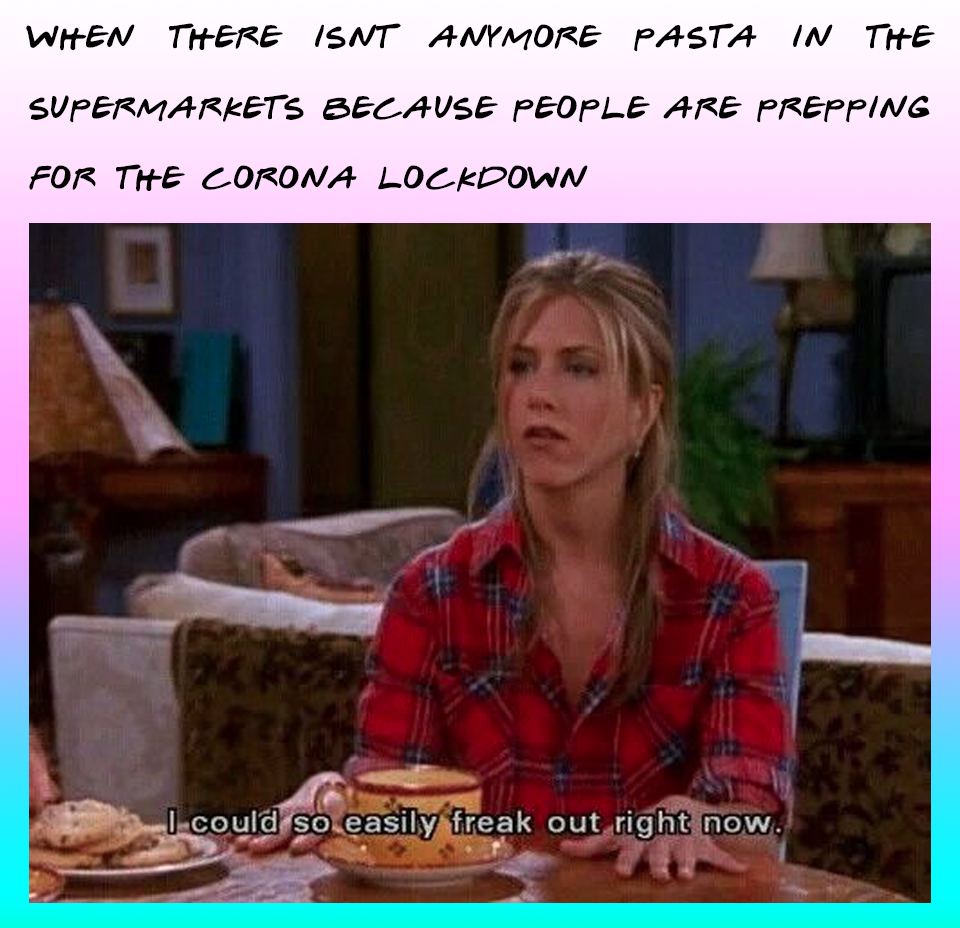 WHEN THERE ISNT ANYMORE PASTA IN THE
SUPERMARKETS BECAUSE PEOPLE ARE PREPPING
FOR THE CORONA LOCKDOWN
I could so easily freak out right now.